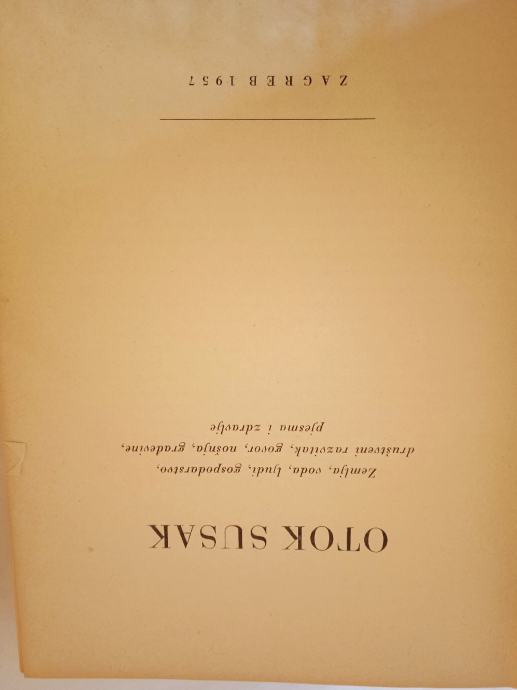 OTOK SUSAK
Zemlja, voda, ljudi, gospodarstvo,
društveni razvitak, govor, nošnja, građevine,
pjesma i zdravlje
ZAGREB 1957